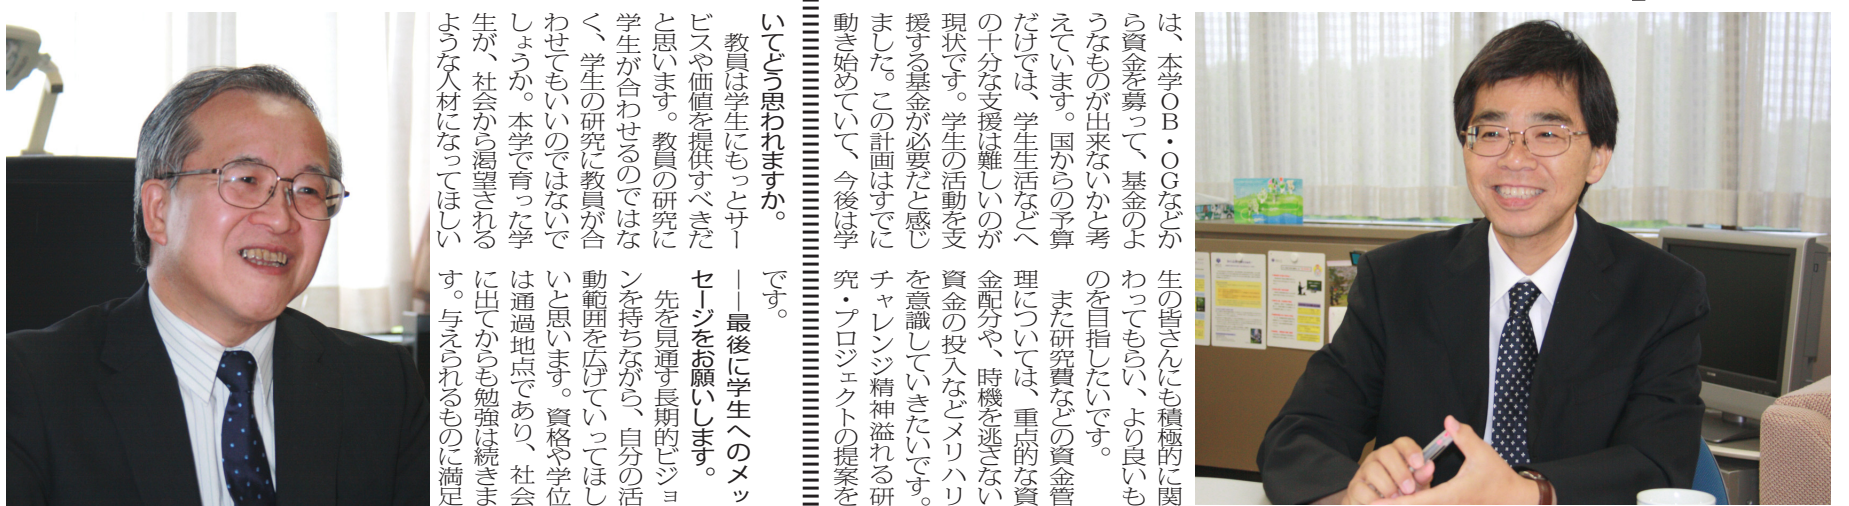 は、本学ＯＢ・ＯＧなどか
ら資金を募って、基金のよ
うなものが出来ないかと考
えています。国からの予算
だけでは、学生生活などへ
の十分な支援は難しいのが
現状です。学生の活動を支
援する基金が必要だと感じ
ました。この計画はすでに
動き始めていて、今後は学
生の皆さんにも積極的に関
わってもらい、より良いも
のを目指したいです。
また研究費などの資金管
理については、重点的な資
金配分や、時機を逃さない
資金の投入などメリハリ
を意識していきたいです。
チャレンジ精神溢れる研
究・プロジェクトの提案を
いてどう思われますか。
教員は学生にもっとサー
ビスや価値を提供すべきだ
と思います。教員の研究に
学生が合わせるのではな
く、学生の研究に教員が合
わせてもいいのではないで
しょうか。本学で育った学
生が、社会から渇望される
ような人材になってほしい
です。
――最後に学生へのメッ
セージをお願いします。
先を見通す長期的ビジョ
ンを持ちながら、自分の活
動範囲を広げていってほし
いと思います。資格や学位
は通過地点であり、社会
に出てからも勉強は続きま
す。与えられるものに満足